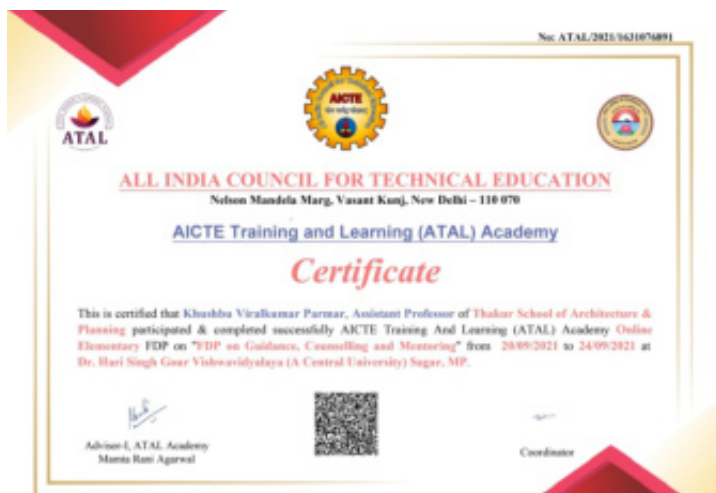 No: ATAL/2021/1631076891
ATAL
AICTE
ALL INDIA COUNCIL FOR TECHNICAL EDUCATION
Nelson Mandela Marg, Vasant Kunj, New Delhi – 110 070
AICTE Training and Learning (ATAL) Academy
Certificate
This is certified that Khushbu Viralkumar Parmar, Assistant Professor of Thakur School of Architecture &
Planning participated & completed successfully AICTE Training And Learning (ATAL) Academy Online
Elementary FDP on "FDP on Guidance, Counselling and Mentoring" from 20/09/2021 to 24/09/2021 at
Dr. Hari Singh Gour Vishwavidyalaya (A Central University) Sagar, MP.
Adviser-I, ATAL Academy
Mamta Rani Agarwal
Coordinator